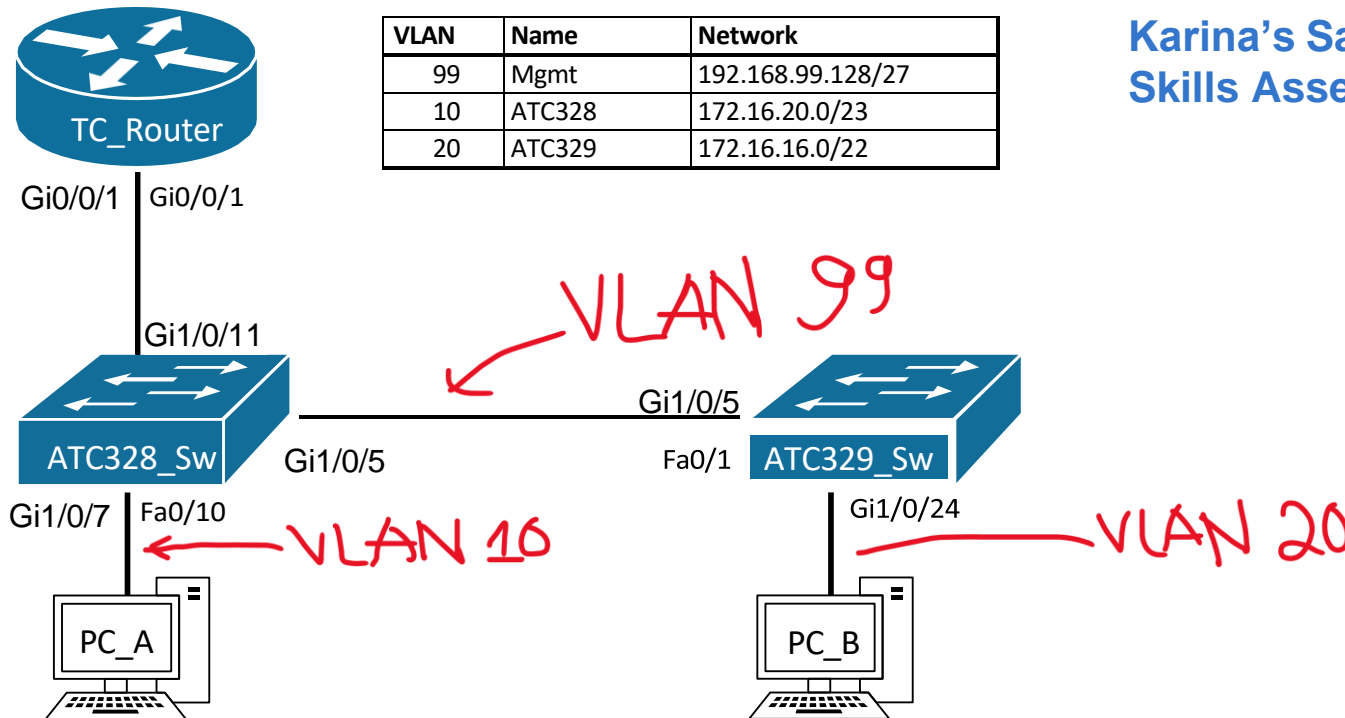 Karina's Sa
Skills Asse
VLAN Name Network
99 Mgmt 192.168.99.128/27
10 ATC328 172.16.20.0/23
20 ATC329 172.16.16.0/22
TC_Router
Gi0/0/1 Gi0/0/1
VLAN 99
Gi1/0/11
Gi1/0/5
ATC328_Sw
Gi1/0/5
Fa0/1
ATC329_Sw
Gi1/0/7 Fa0/10
VLAN 10
Gi1/0/24
VLAN 20
PC_A
PC_B